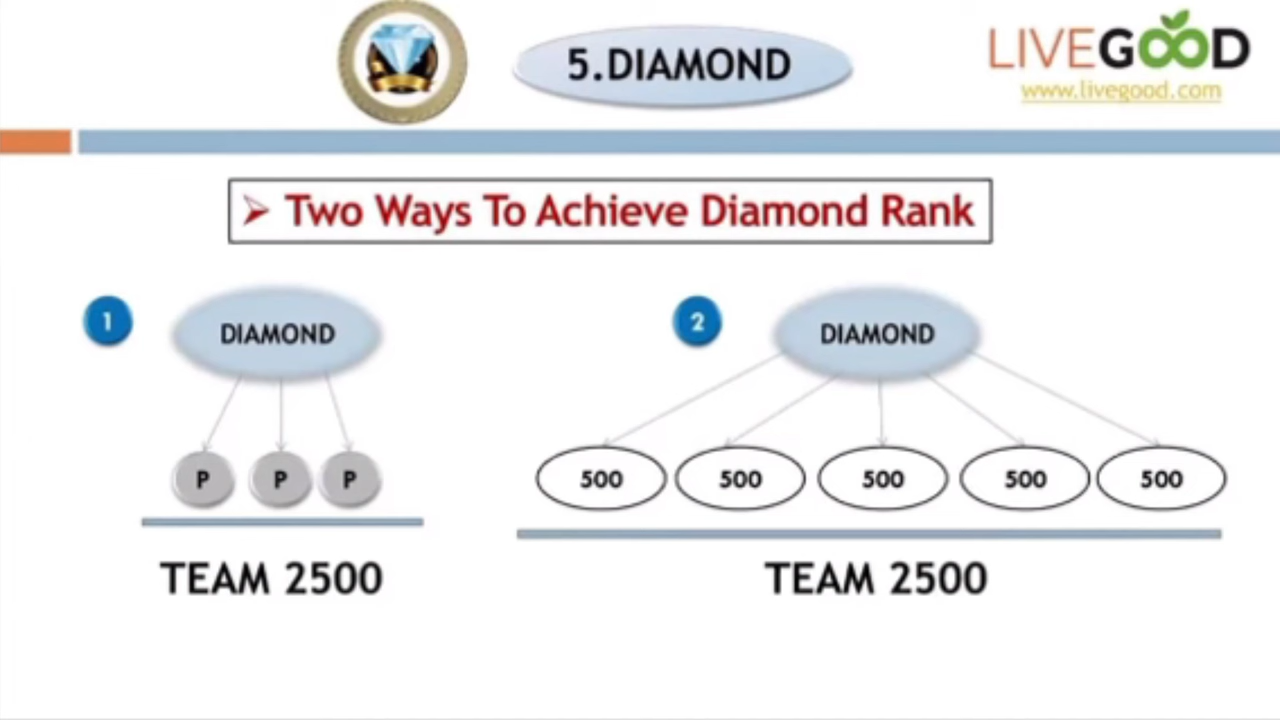 5.DIAMOND
LIVEGOOD
www.livegood.com
Two Ways To Achieve Diamond Rank
1
DIAMOND
P P P
TEAM 2500
2
DIAMOND
500 500 500 500 500
TEAM 2500